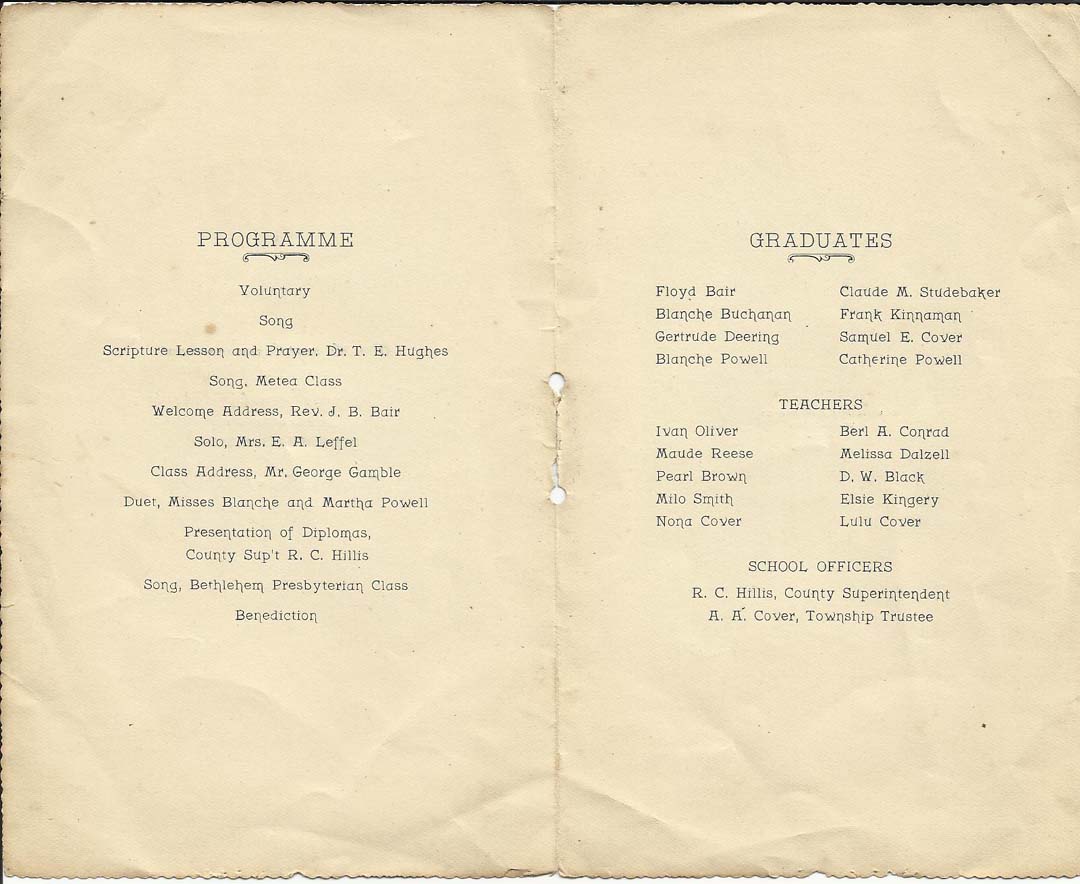 PROGRAMME
Voluntary
Song
Scripture Lesson and Prayer, Dr. T. E. Hughes
Song, Metea Class
Welcome Address, Rev. J. B. Bair
Solo, Mrs. E. A. Leffel
Class Address, Mr. George Gamble
Duet, Misses Blanche and Martha Powell
Presentation of Diplomas,
County Sup't R. C. Hillis
Song, Bethlehem Presbyterian Class
Benediction
GRADUATES
Floyd Bair Claude M. Studebaker
Blanche Buchanan Frank Kinnaman
Gertrude Deering Samuel E. Cover
Blanche Powell Catherine Powell
TEACHERS
Ivan Oliver Berl A. Conrad
Maude Reese Melissa Dalzell
Pearl Brown D. W. Black
Milo Smith Elsie Kingery
Nona Cover Lulu Cover
SCHOOL OFFICERS
R. C. Hillis, County Superintendent
A. A. Cover, Township Trustee